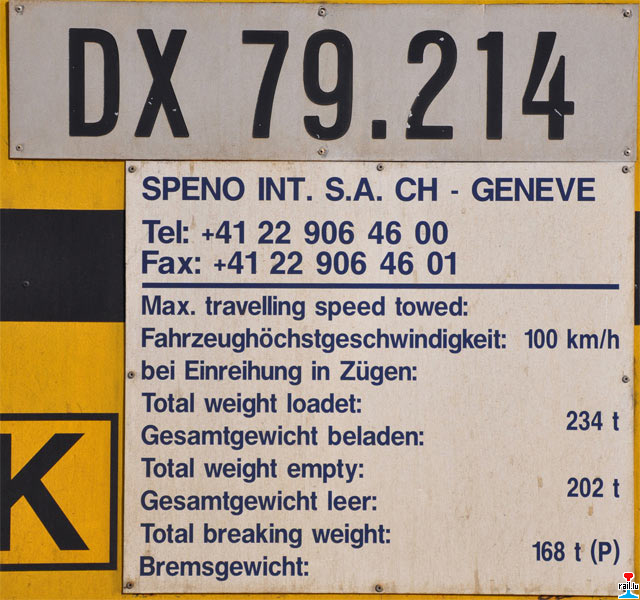 DX 79.214
SPENO INT. S.A. CH - GENEVE
Tel: +41 22 906 46 00
Fax: +41 22 906 46 01
Max. travelling speed towed:
Fahrzeughöchstgeschwindigkeit: 100 km/h
bei Einreihung in Zügen:
Total weight loadet:
234 t
Gesamtgewicht beladen:
Total weight empty:
202 t
Gesamtgewicht leer:
Total breaking weight:
168 t (P)
Bremsgewicht:
K
rail.lu